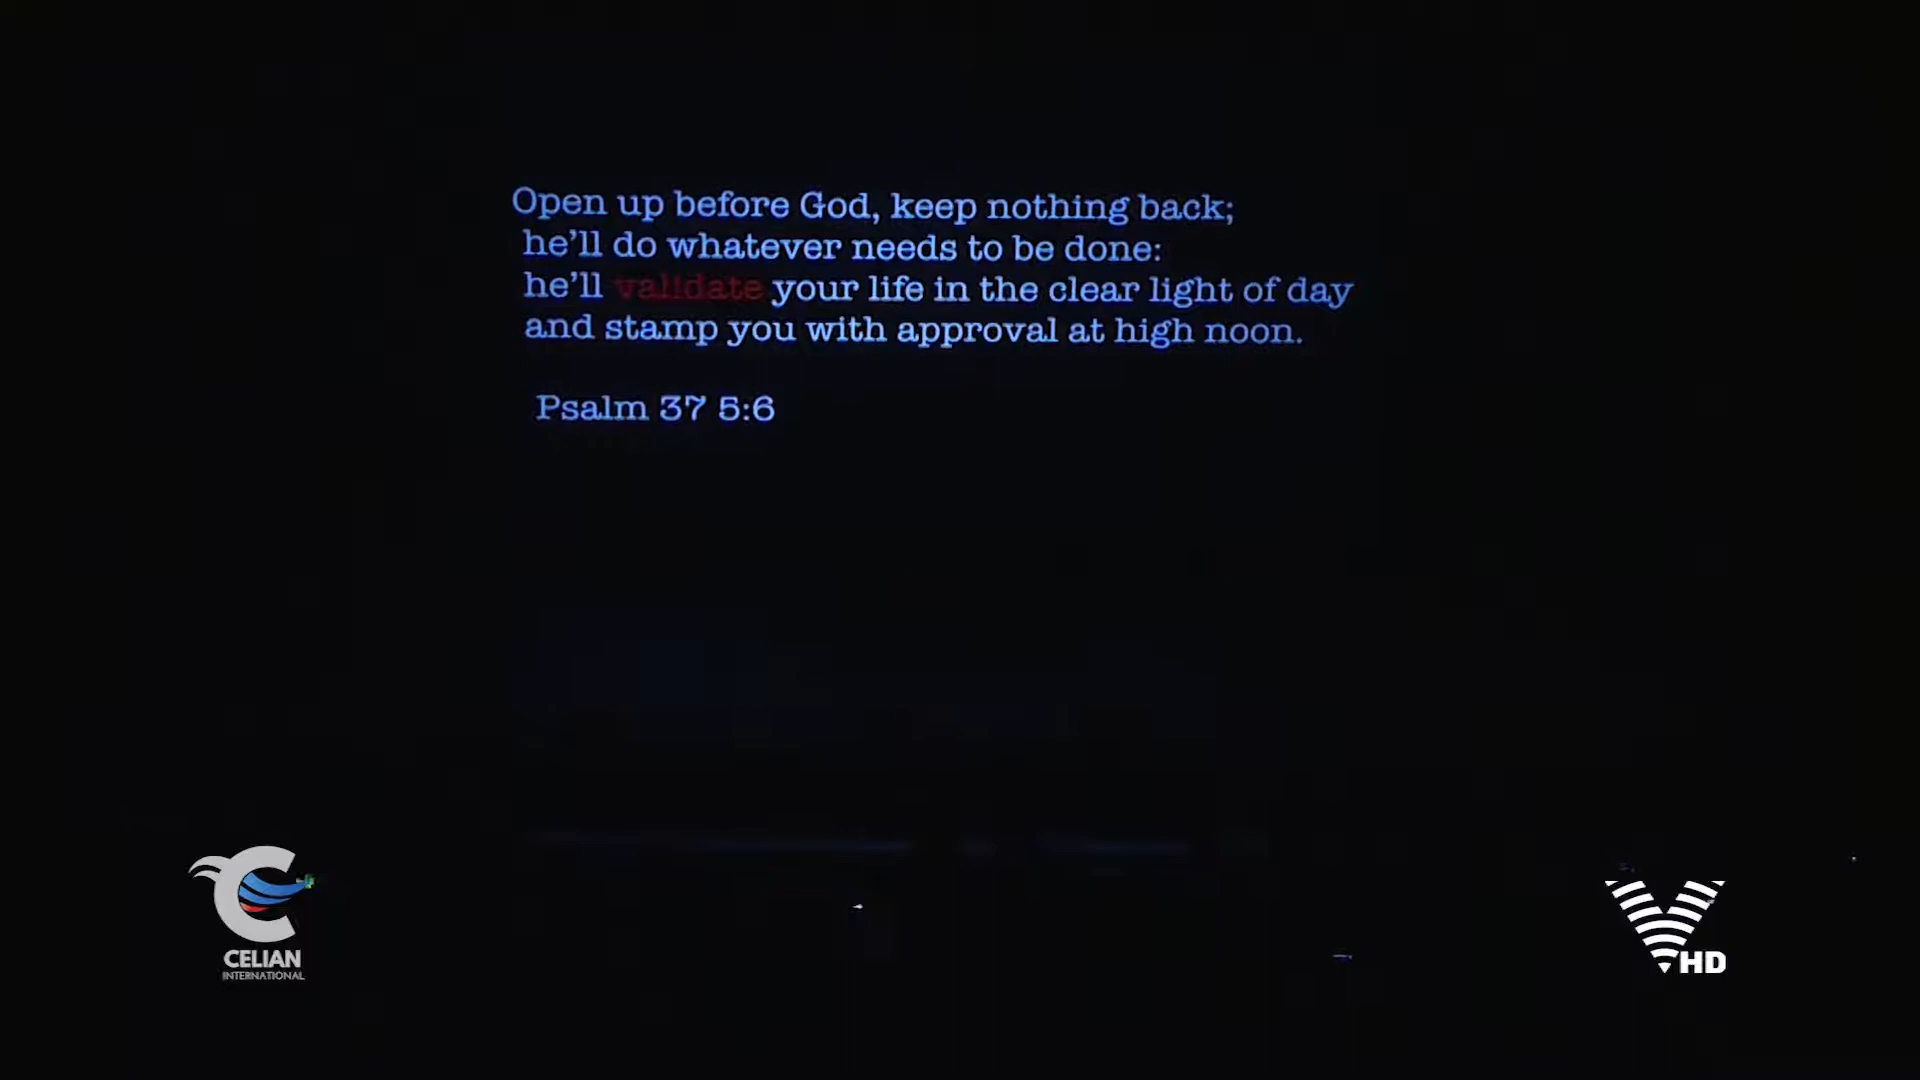 Open up before God, keep nothing back;
he’ll do whatever needs to be done:
he’ll validate your life in the clear light of day
and stamp you with approval at high noon.
Psalm 37 5:6
CELIAN
INTERNATIONAL
HD